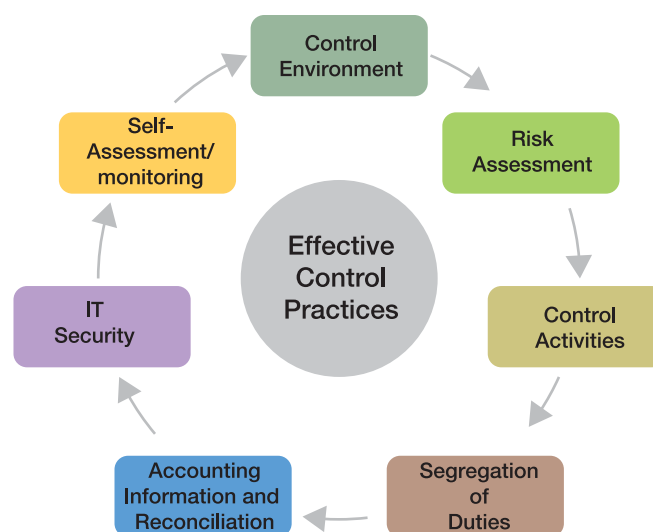 Control
Environment
Risk
Assessment
Control
Activities
Segregation
of
Duties
Accounting
Information and
Reconciliation
IT
Security
Self-
Assessment/
monitoring
Effective
Control
Practices